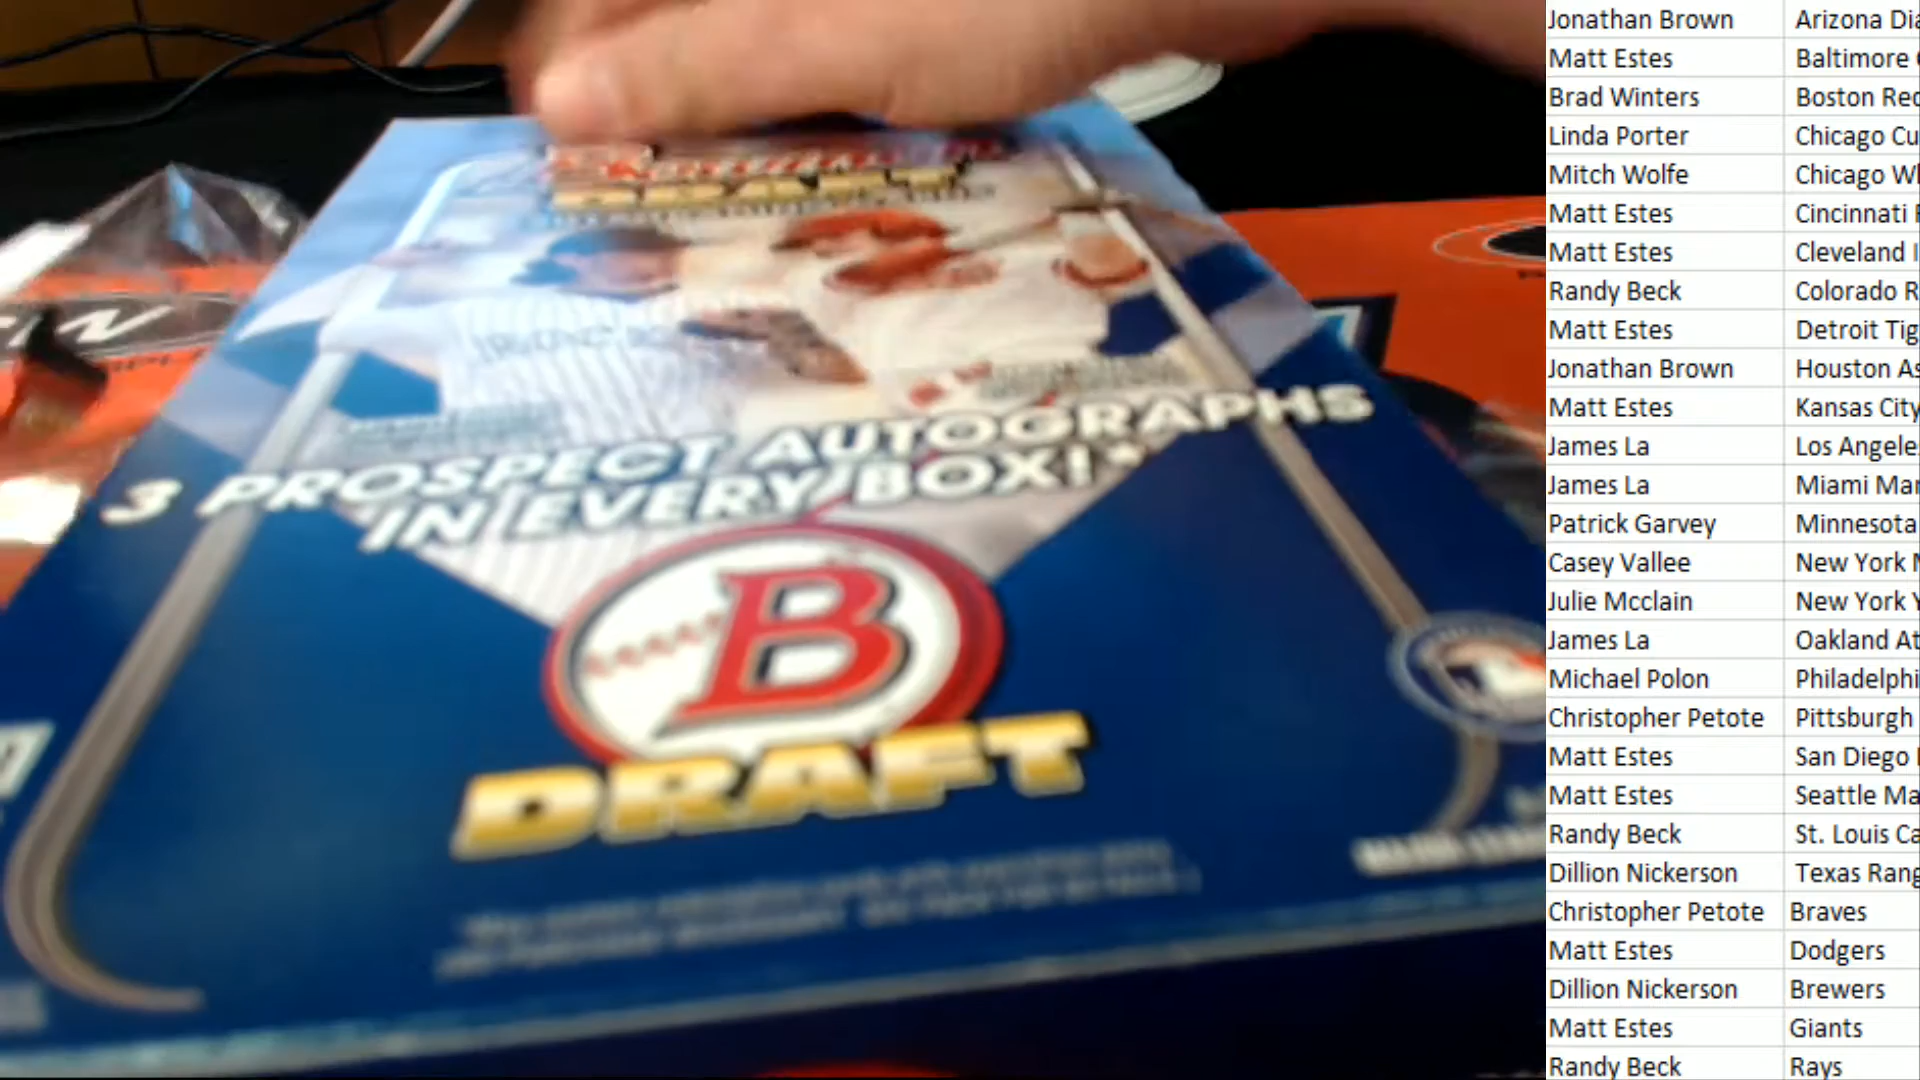 Bowman
DRAFT
3 PROSPECT AUTOGRAPHS
IN EVERY BOX!*
B
DRAFT
Jonathan Brown Arizona Dia
Matt Estes Baltimore
Brad Winters Boston Red
Linda Porter Chicago Cu
Mitch Wolfe Chicago Wh
Matt Estes Cincinnati
Matt Estes Cleveland I
Randy Beck Colorado R
Matt Estes Detroit Tig
Jonathan Brown Houston As
Matt Estes Kansas City
James La Los Angele
James La Miami Mar
Patrick Garvey Minnesota
Casey Vallee New York
Julie Mcclain New York Y
James La Oakland At
Michael Polon Philadelphi
Christopher Petote Pittsburgh
Matt Estes San Diego
Matt Estes Seattle Ma
Randy Beck St. Louis Ca
Dillion Nickerson Texas Rang
Christopher Petote Braves
Matt Estes Dodgers
Dillion Nickerson Brewers
Matt Estes Giants
Randy Beck Rays